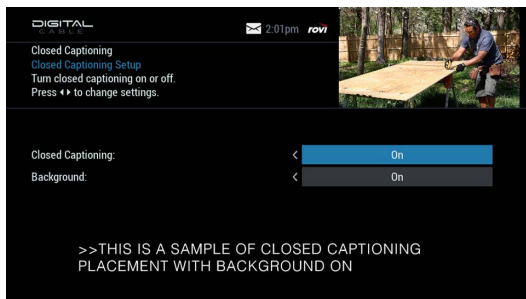 DIGITAL
CABLE
2:01pm rovi
Closed Captioning
Closed Captioning Setup
Turn closed captioning on or off.
Press to change settings.
Closed Captioning: On
Background: On
>>THIS IS A SAMPLE OF CLOSED CAPTIONING
PLACEMENT WITH BACKGROUND ON